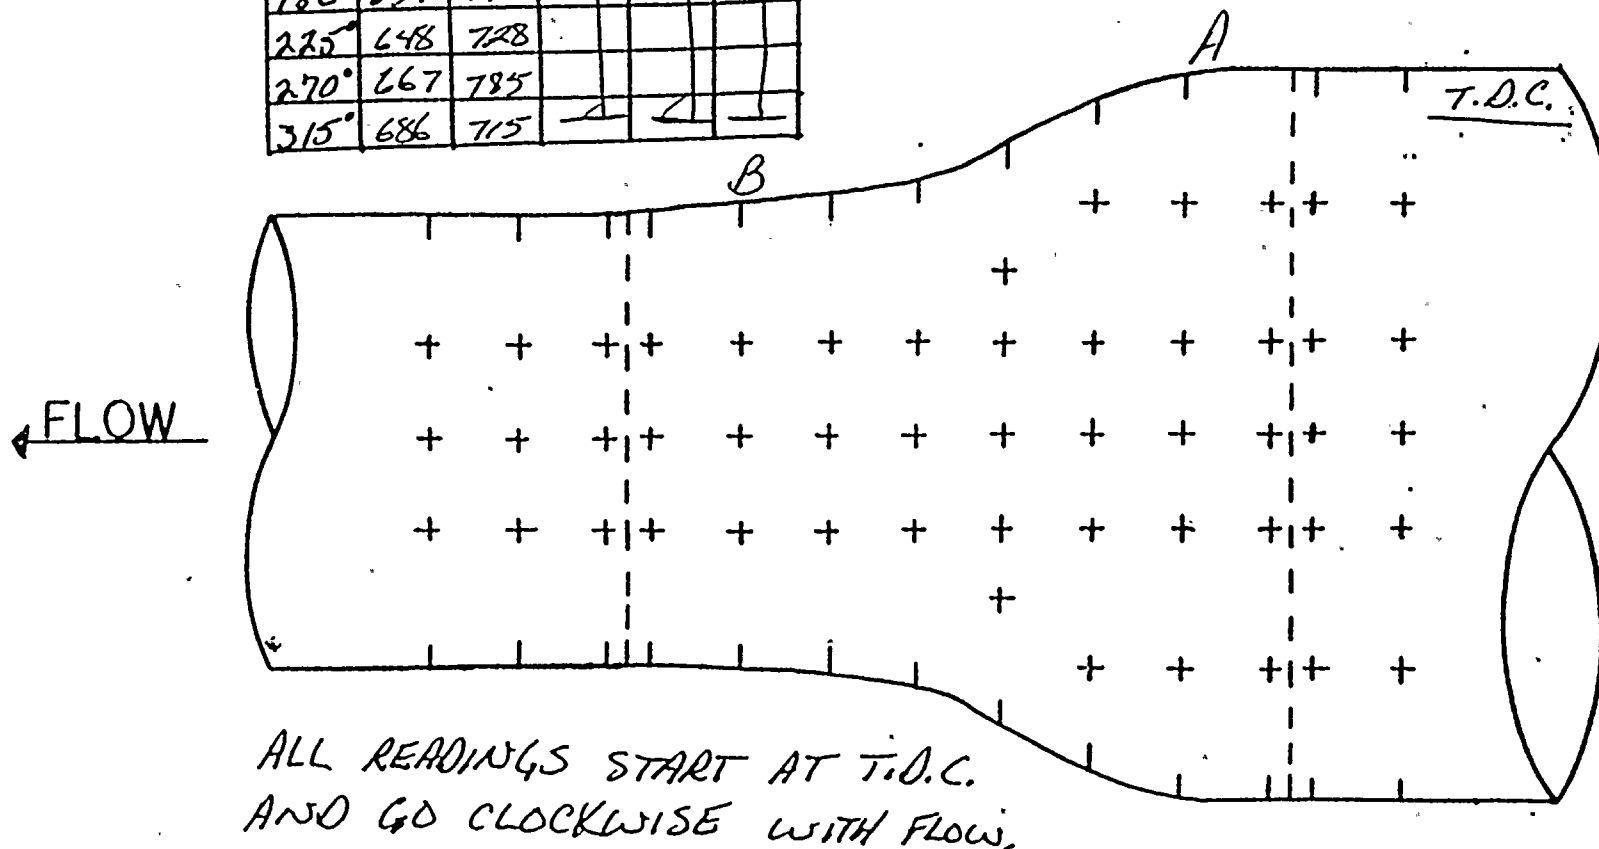 225° 648 728
270° 667 785
315° 686 715
A
T.D.C.
B
FLOW
ALL READINGS START AT T.D.C.
AND GO CLOCKWISE WITH FLOW.